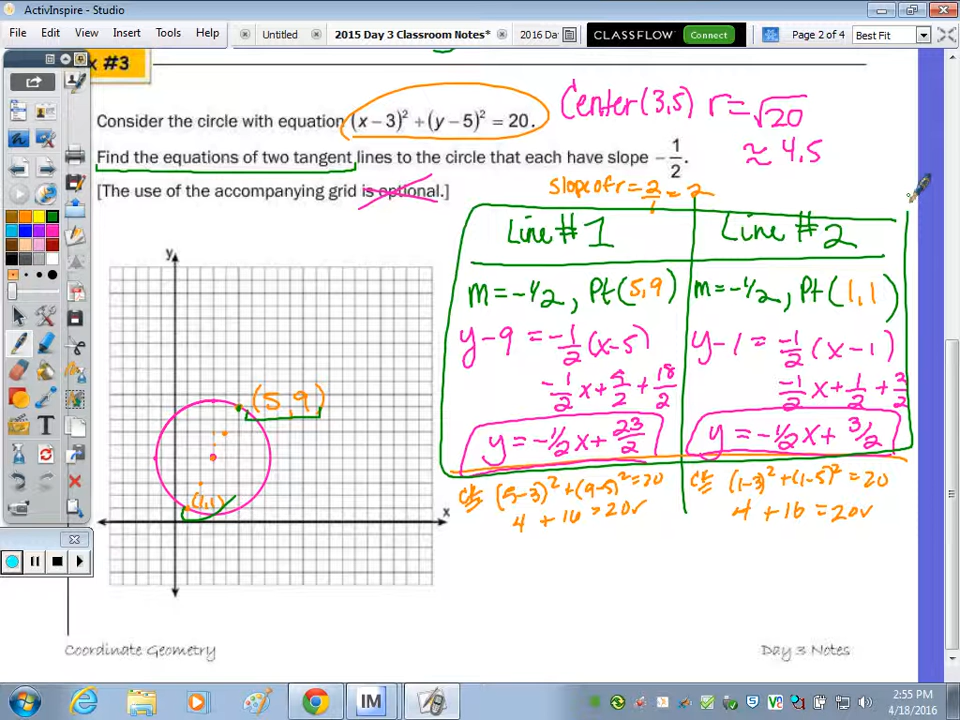 ActivInspire - Studio
File Edit View Insert Tools Help
Untitled
2015 Day 3 Classroom Notes*
2016 Da
CLASSFLOW Connect
Page 2 of 4
Best Fit
x #3
Consider the circle with equation (x – 3)² + (y – 5)² = 20.
Center (3,5) r = √20
≈ 4.5
Find the equations of two tangent lines to the circle that each have slope –1/2.
[The use of the accompanying grid is optional.]
slope of r = 2/1 = 2
Line #1
m = -1/2, Pt (5,9)
y-9 = -1/2 (x-5)
-1/2 x + 5/2 + 18/2
y = -1/2 x + 23/2
ck (5-3)² + (9-5)² = 20
4 + 16 = 20✓
Line #2
m = -1/2, Pt (1,1)
y-1 = -1/2 (x-1)
-1/2 x + 1/2 + 2/2
y = -1/2 x + 3/2
ck (1-3)² + (1-5)² = 20
4 + 16 = 20✓
y
(5,9)
(1,1)
x
Coordinate Geometry
Day 3 Notes
IM
2:55 PM
4/18/2016